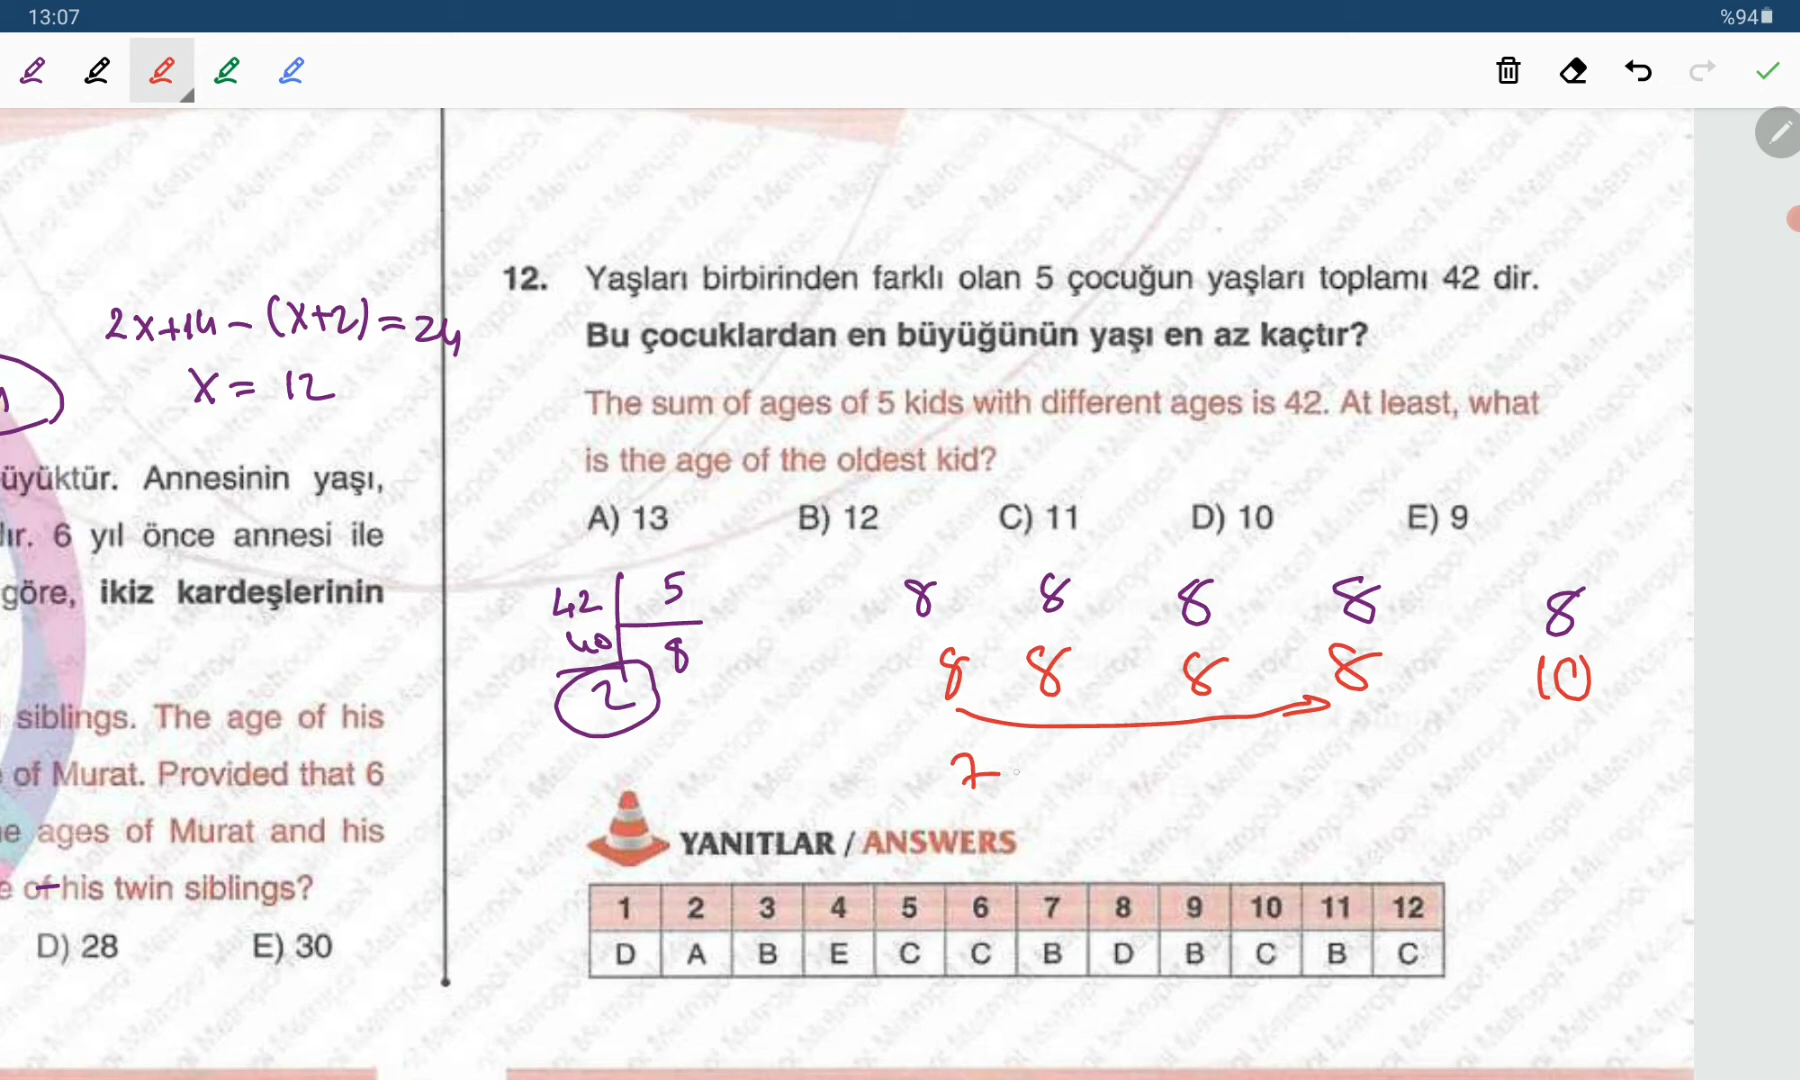 13:07
%94
2x+14-(x+2)=24
x = 12
üyüktür. Annesinin yaşı,
lır. 6 yıl önce annesi ile
göre, ikiz kardeşlerinin
siblings. The age of his
of Murat. Provided that 6
e ages of Murat and his
e of his twin siblings?
D) 28 E) 30
12. Yaşları birbirinden farklı olan 5 çocuğun yaşları toplamı 42 dir.
Bu çocuklardan en büyüğünün yaşı en az kaçtır?
The sum of ages of 5 kids with different ages is 42. At least, what
is the age of the oldest kid?
A) 13 B) 12 C) 11 D) 10 E) 9
42 5
40 8
2
8 8 8 8 8
8 8 8 8 10
7
YANITLAR / ANSWERS
1 2 3 4 5 6 7 8 9 10 11 12
D A B E C C B D B C B C